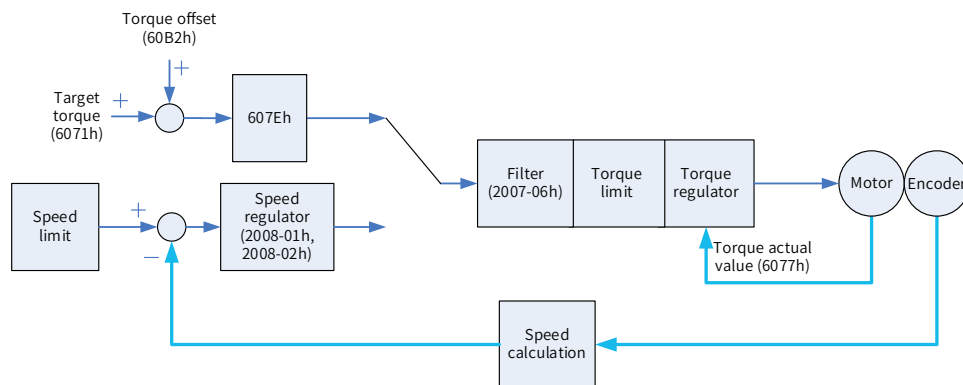 Torque offset
(60B2h)
+
Target
torque
(6071h)
+
607Eh
Filter
(2007-06h)
Torque
limit
Torque
regulator
Motor
Encoder
Speed
limit
+
−
Speed
regulator
(2008-01h,
2008-02h)
Torque actual
value (6077h)
Speed
calculation